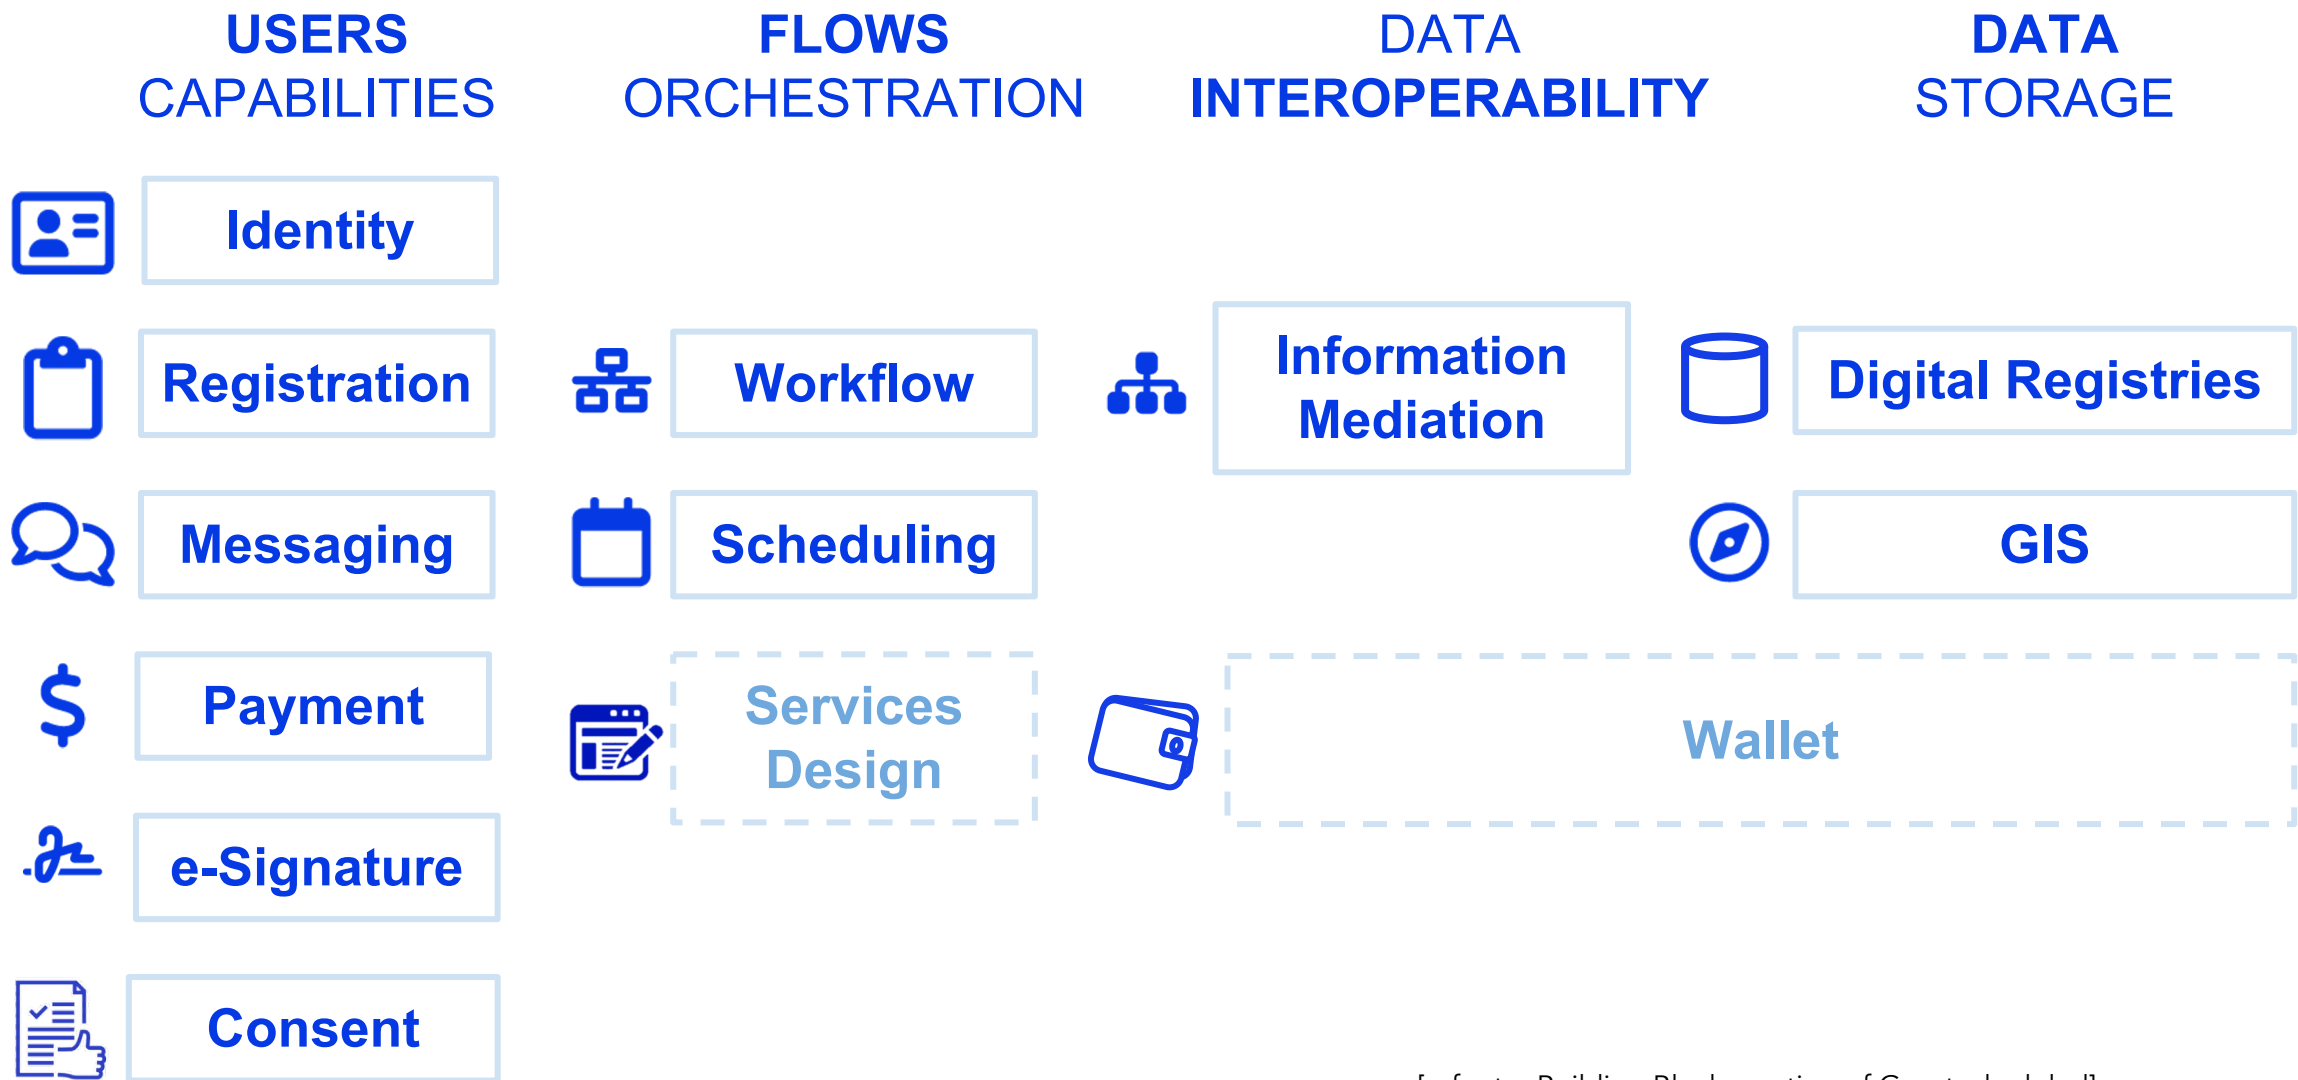 USERS
CAPABILITIES
FLOWS
ORCHESTRATION
DATA
INTEROPERABILITY
DATA
STORAGE
Identity
Registration
Workflow
Information
Mediation
Digital Registries
Messaging
Scheduling
GIS
Payment
Services
Design
Wallet
e-Signature
Consent